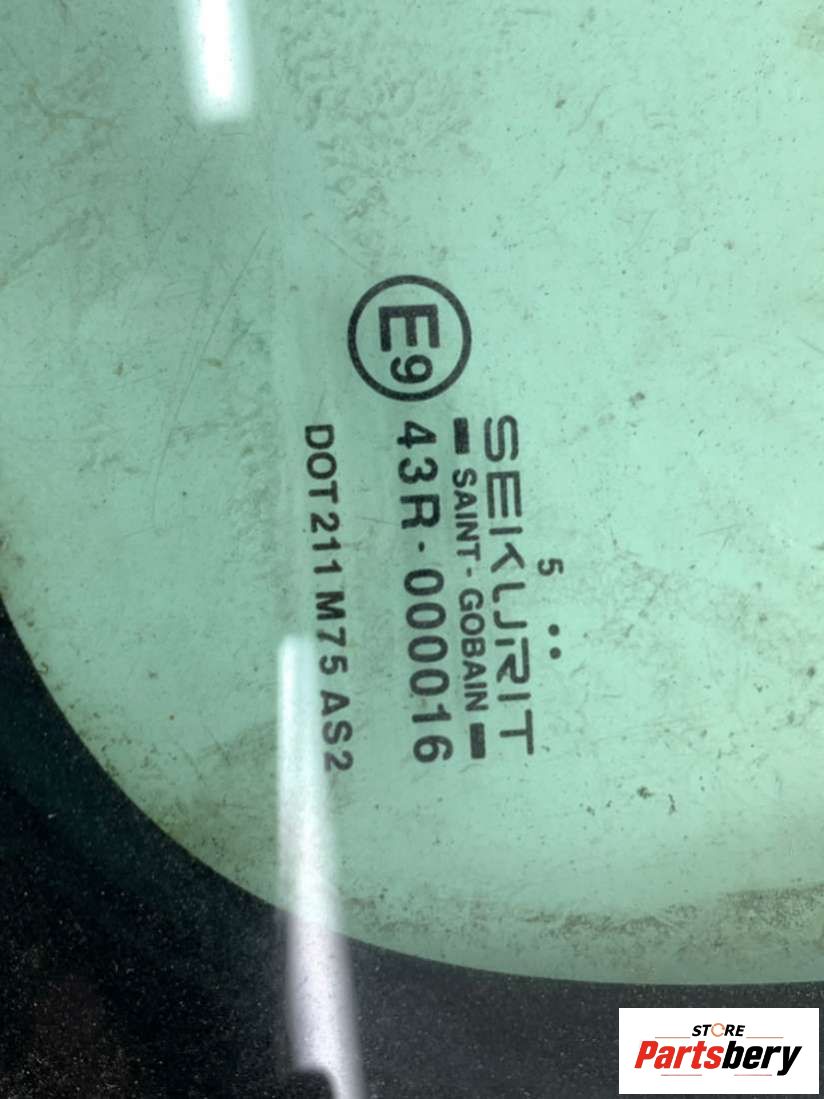 5 ••
SEKURIT
SAINT-GOBAIN
E9 43R-000016
DOT211 M75 AS2
STORE
Partsbery